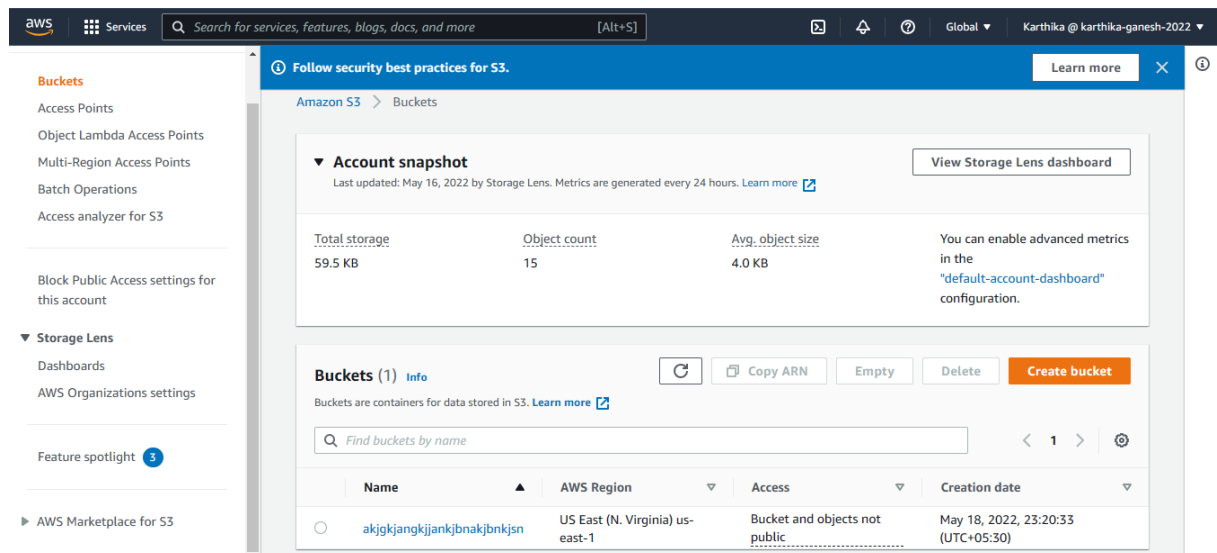 aws Services Search for services, features, blogs, docs, and more [Alt+S] Global Karthika @ karthika-ganesh-2022
Buckets
Access Points
Object Lambda Access Points
Multi-Region Access Points
Batch Operations
Access analyzer for S3
Block Public Access settings for
this account
Storage Lens
Dashboards
AWS Organizations settings
Feature spotlight 3
AWS Marketplace for S3
Follow security best practices for S3. Learn more
Amazon S3 > Buckets
Account snapshot View Storage Lens dashboard
Last updated: May 16, 2022 by Storage Lens. Metrics are generated every 24 hours. Learn more
Total storage Object count Avg. object size
59.5 KB 15 4.0 KB
You can enable advanced metrics
in the
"default-account-dashboard"
configuration.
Buckets (1) Info Copy ARN Empty Delete Create bucket
Buckets are containers for data stored in S3. Learn more
Find buckets by name < 1 >
Name AWS Region Access Creation date
akjgkjangkjjankjbnakjbnkjsn
US East (N. Virginia) us-
east-1
Bucket and objects not
public
May 18, 2022, 23:20:33
(UTC+05:30)